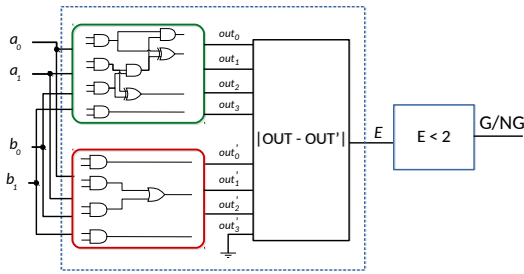 a0
a1
b0
b1
out0
out1
out2
out3
out'0
out'1
out'2
out'3
|OUT - OUT'|
E
E < 2
G/NG